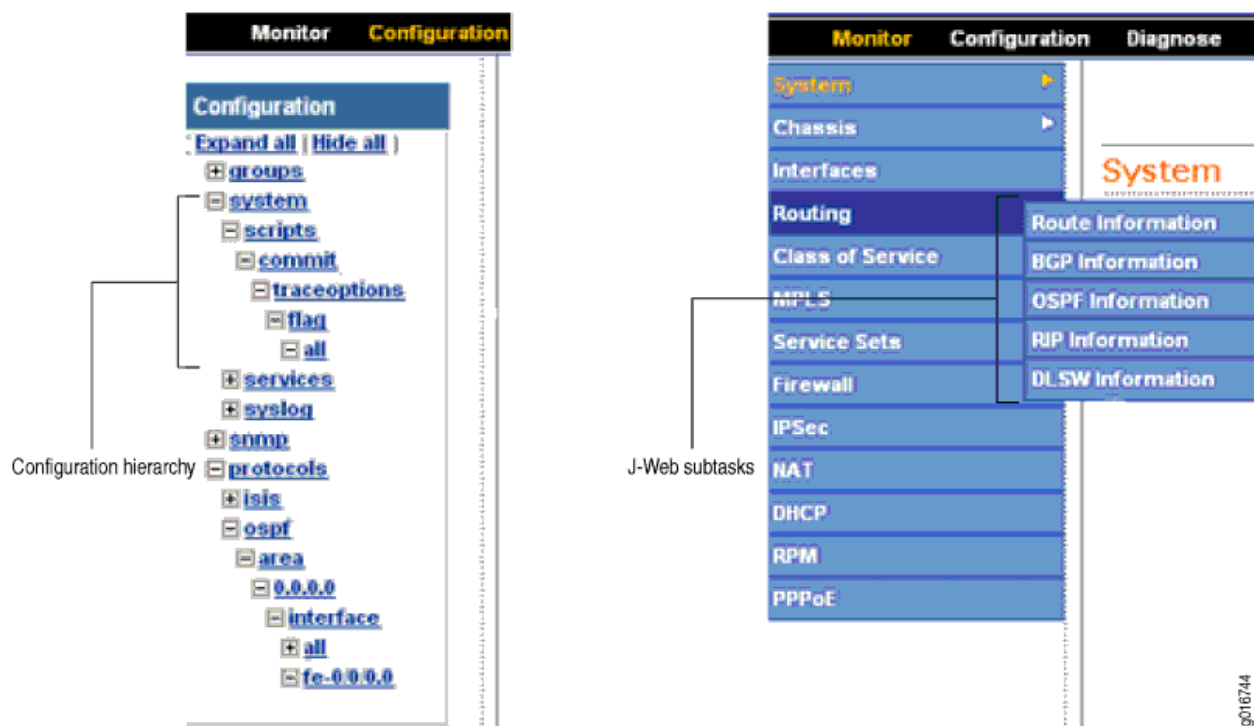 Monitor Configuration
Configuration
Expand all | Hide all )
groups
system
scripts
commit
traceoptions
flag
all
services
syslog
snmp
Configuration hierarchy
protocols
isis
ospf
area
0.0.0.0
interface
all
fe-0/0/0.0
Monitor Configuration Diagnose
System
Chassis
Interfaces
Routing
Class of Service
MPLS
Service Sets
Firewall
IPSec
NAT
DHCP
RPM
PPPoE
System
Route Information
BGP Information
OSPF Information
RIP Information
DLSW Information
J-Web subtasks
g016744